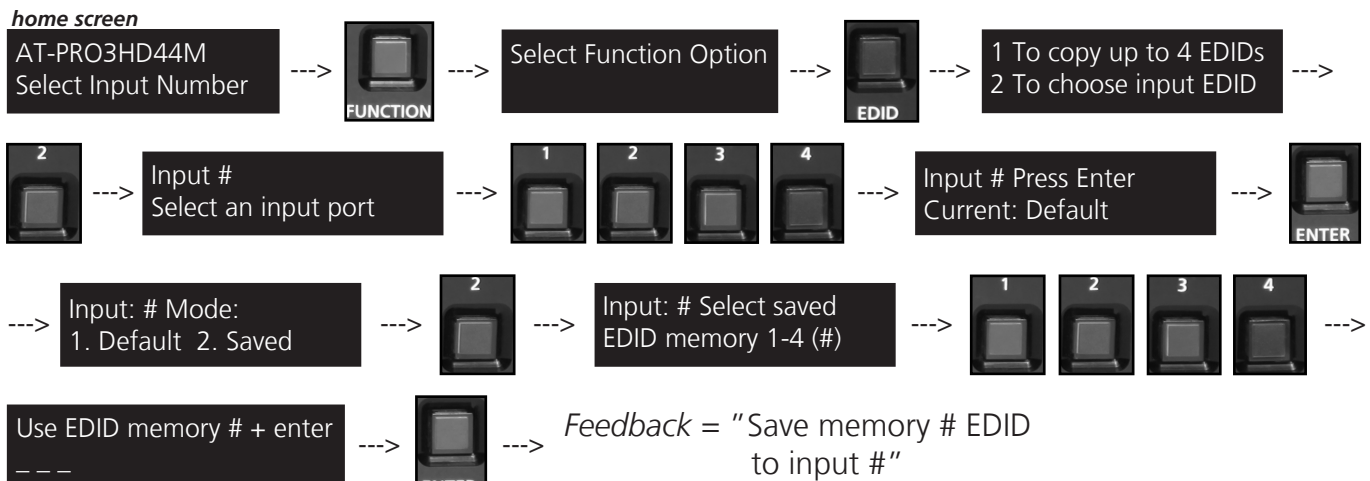 home screen
AT-PRO3HD44M
Select Input Number
--->
FUNCTION
--->
Select Function Option
--->
EDID
--->
1 To copy up to 4 EDIDs
2 To choose input EDID
--->
2
--->
Input #
Select an input port
--->
1
2
3
4
--->
Input # Press Enter
Current: Default
--->
ENTER
--->
Input: # Mode:
1. Default 2. Saved
--->
2
--->
Input: # Select saved
EDID memory 1-4 (#)
--->
1
2
3
4
--->
Use EDID memory # + enter
_ _ _
--->
ENTER
--->
Feedback = "Save memory # EDID
to input #"